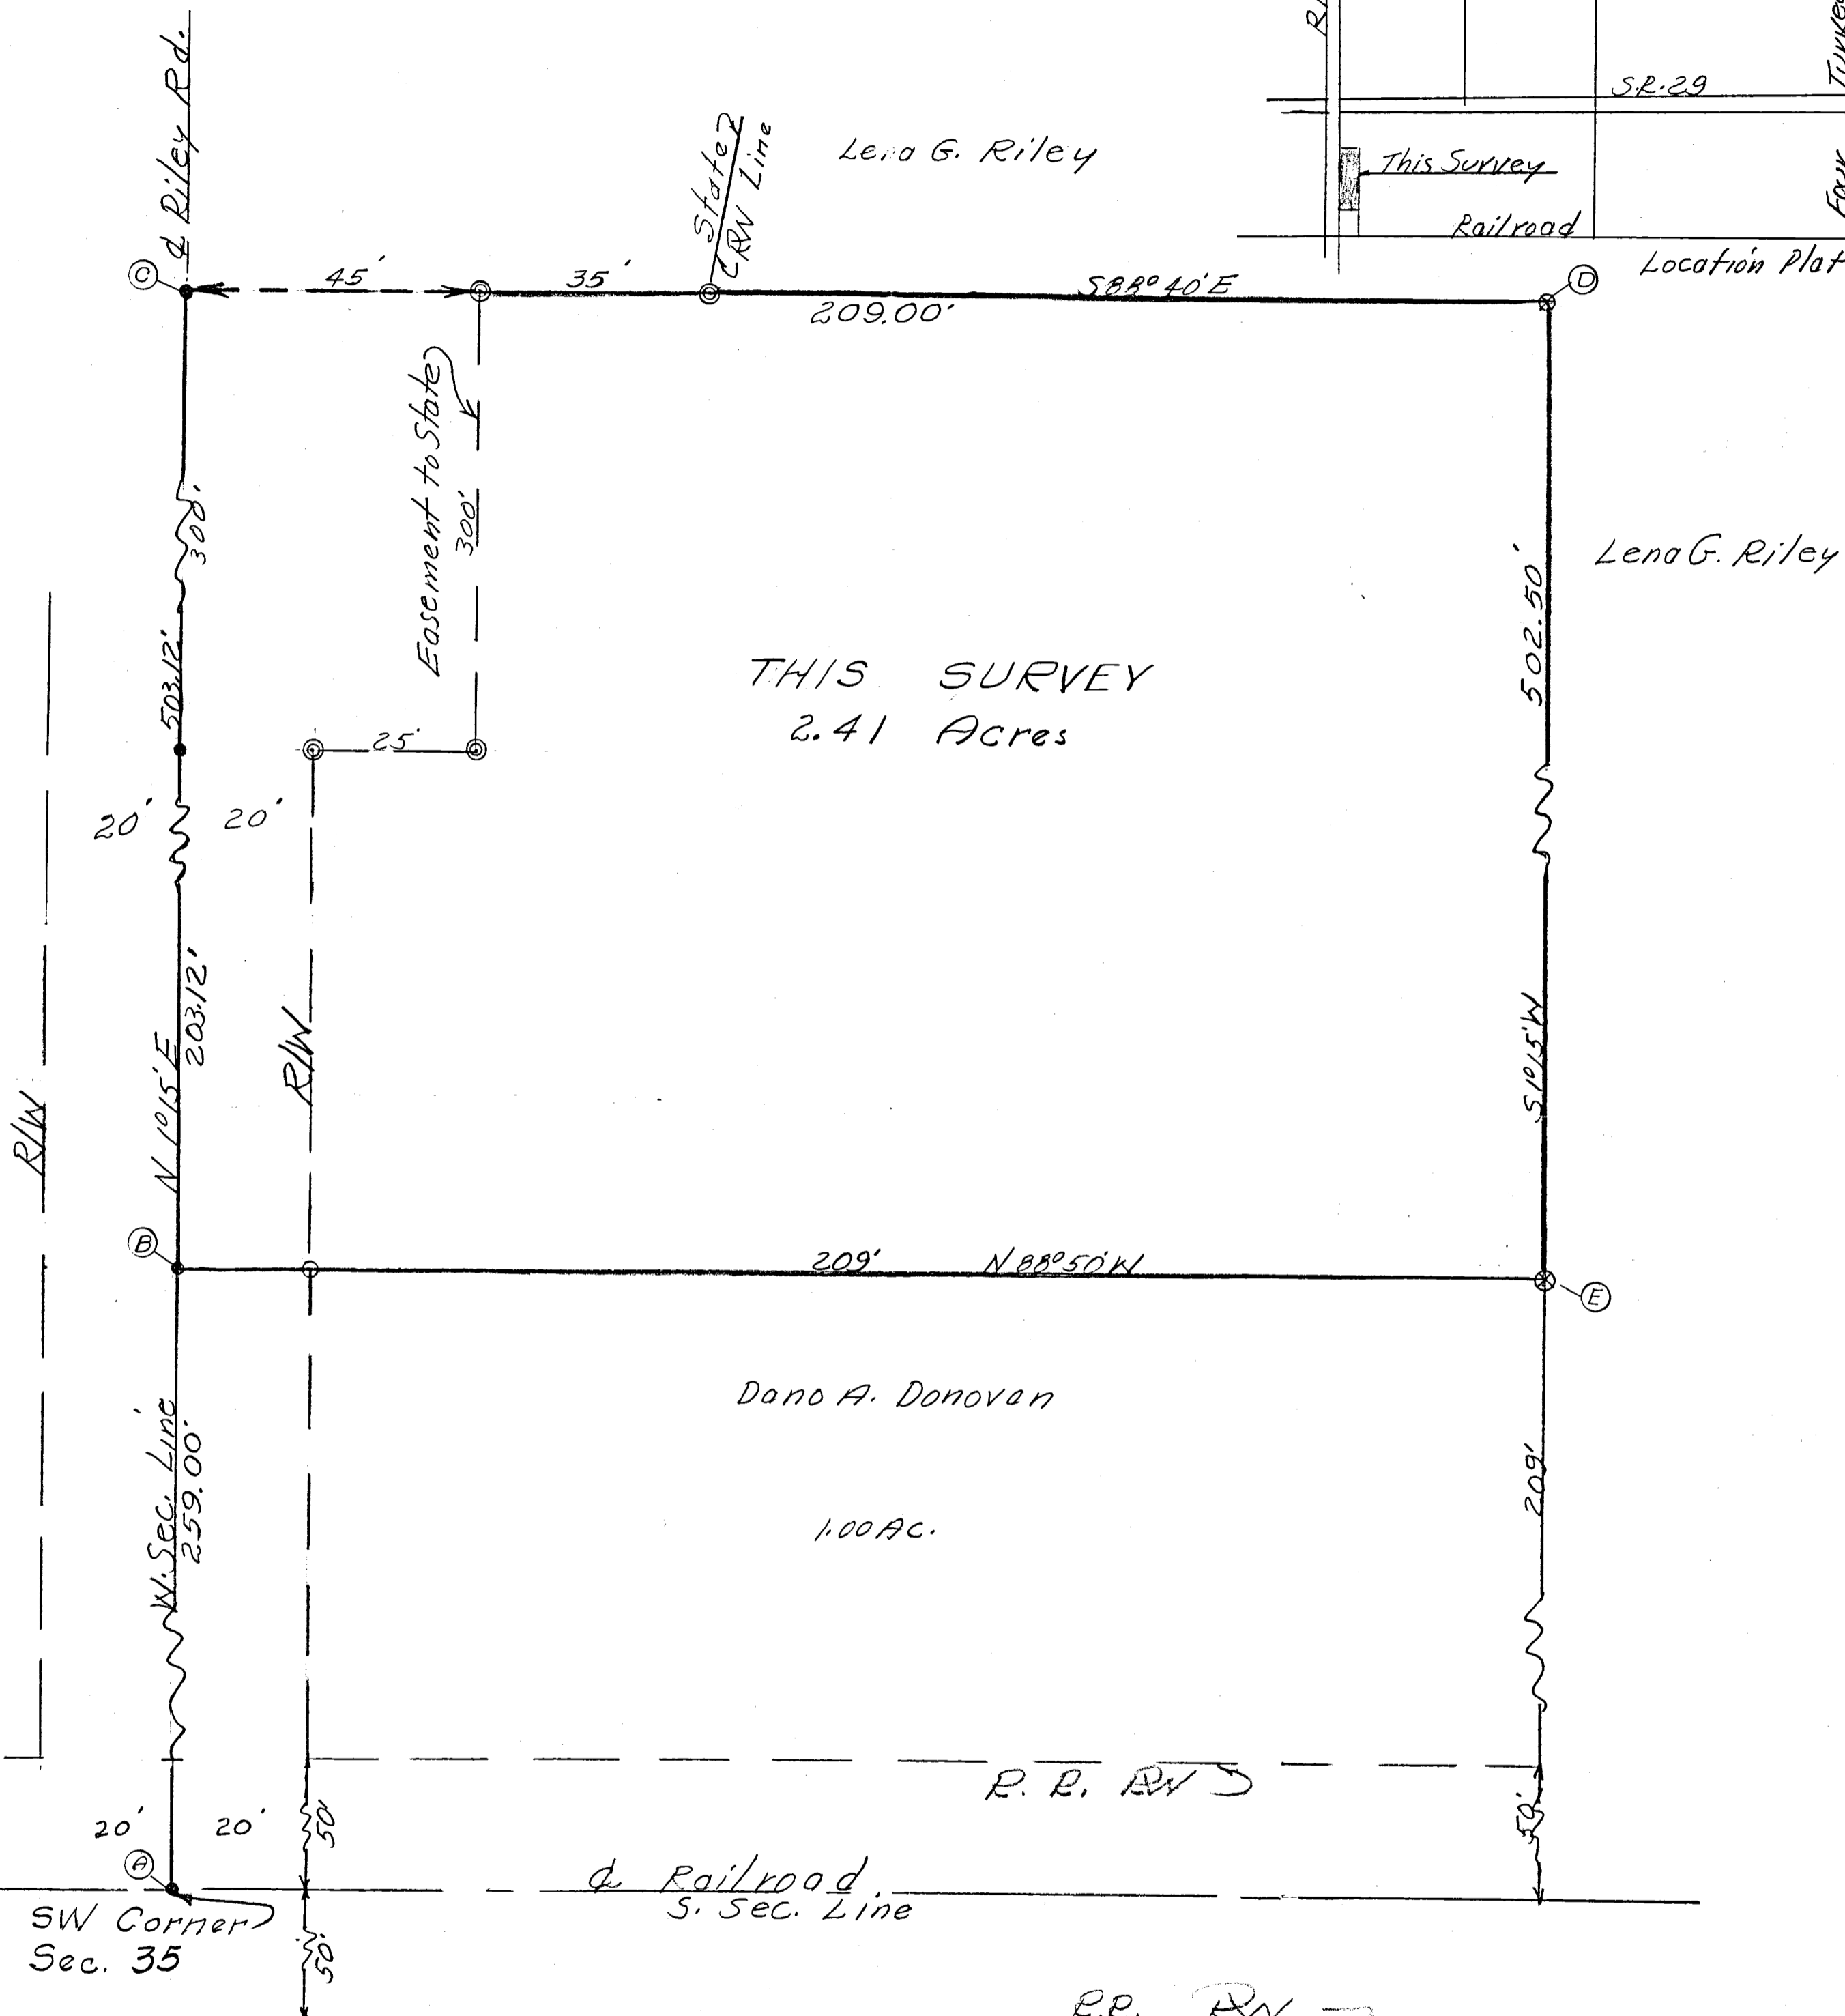 ℄ Riley Rd.
State
R/W Line
Lena G. Riley
S.R. 29
This Survey
Railroad
Location Plat
C
45'
35'
S 88° 40' E
209.00'
D
Easement to State
300'
300'
503.12'
502.50'
Lena G. Riley
THIS SURVEY
2.41 Acres
25'
20'
20'
203.12'
N 1° 15' E
R/W
R/W
S 1° 15' W
B
209'
N 88° 50' W
E
Dano A. Donovan
1.00 Ac.
W. Sec. Line
259.00'
209'
R. R. R/W
20'
20'
50'
50'
A
℄ Railroad
S. Sec. Line
SW Corner
Sec. 35
50'
R.R. R/W